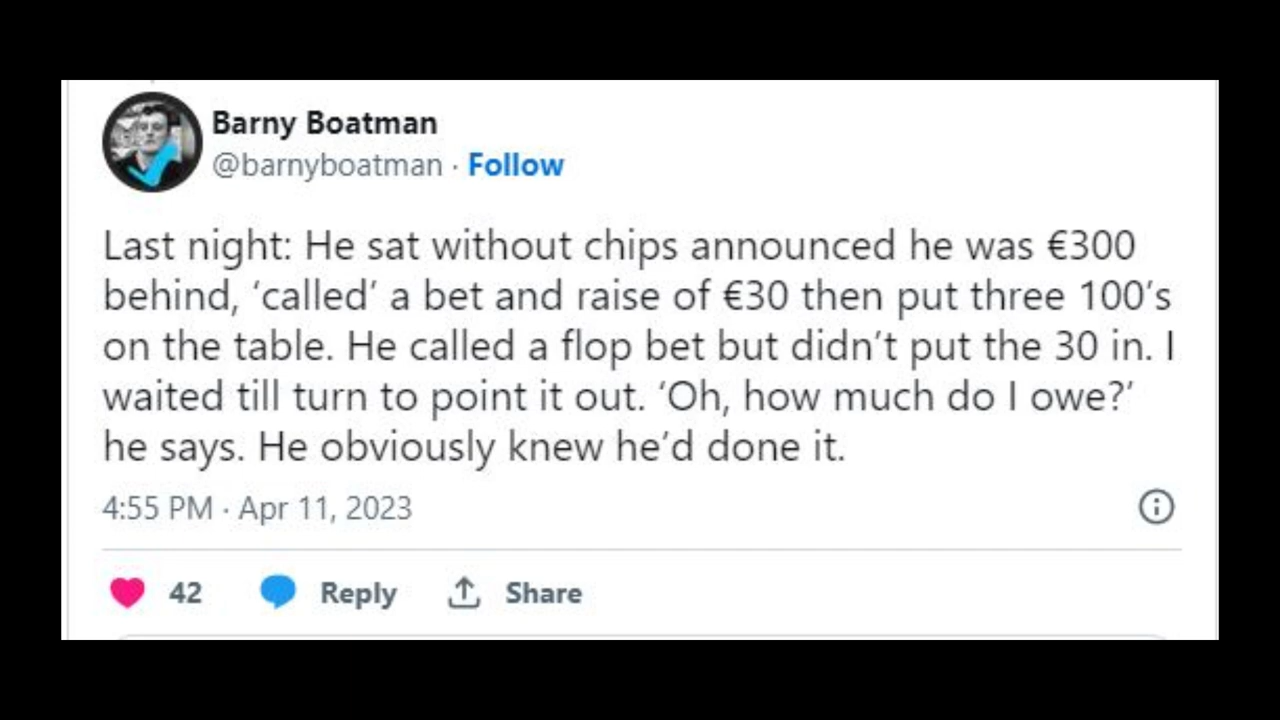 Barny Boatman
@barnyboatman · Follow
Last night: He sat without chips announced he was €300
behind, ‘called’ a bet and raise of €30 then put three 100’s
on the table. He called a flop bet but didn’t put the 30 in. I
waited till turn to point it out. ‘Oh, how much do I owe?’
he says. He obviously knew he’d done it.
4:55 PM · Apr 11, 2023
42 Reply Share